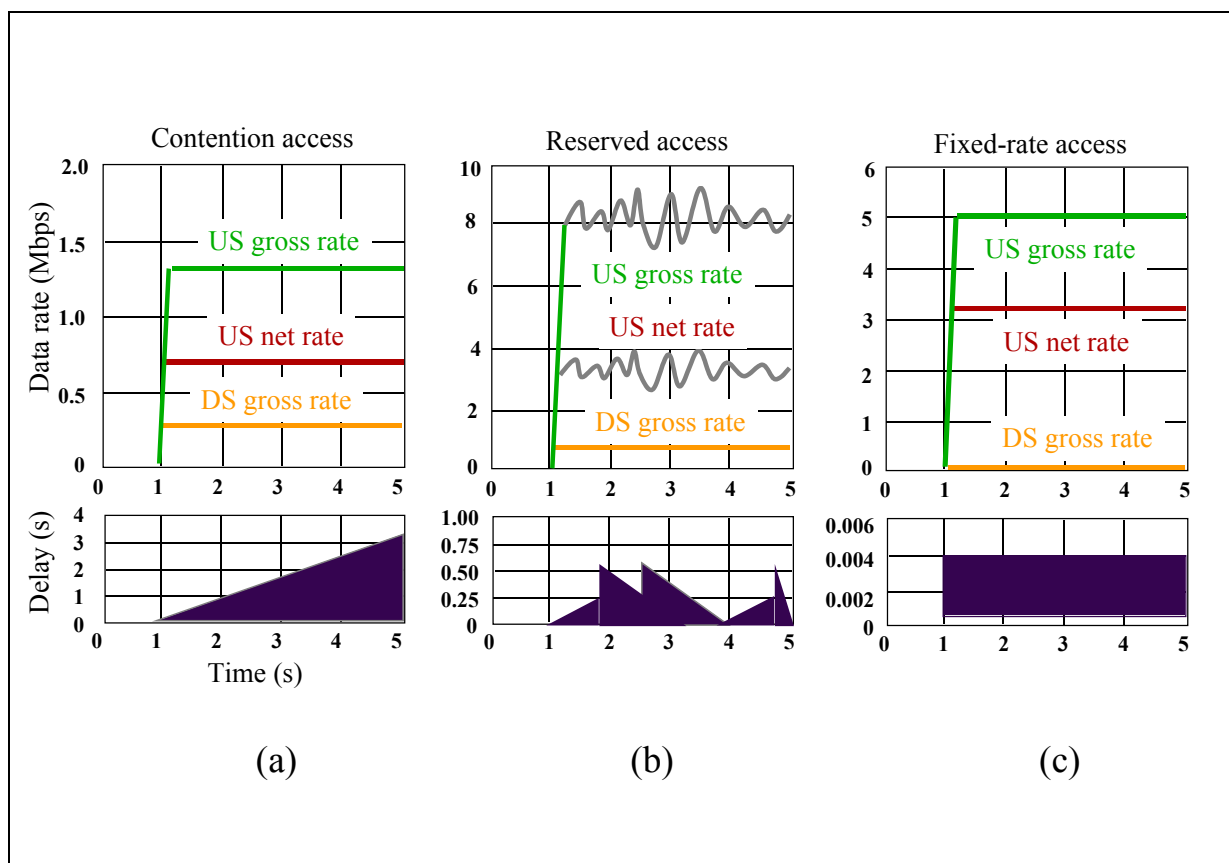 Contention access
2.0
1.5
1.0
0.5
0
0 1 2 3 4 5
Data rate (Mbps)
US gross rate
US net rate
DS gross rate
4
3
2
1
0
0 1 2 3 4 5
Delay (s)
Time (s)
(a)
Reserved access
10
8
6
4
2
0
0 1 2 3 4 5
US gross rate
US net rate
DS gross rate
1.00
0.75
0.50
0.25
0
0 1 2 3 4 5
(b)
Fixed-rate access
6
5
4
3
2
1
0
0 1 2 3 4 5
US gross rate
US net rate
DS gross rate
0.006
0.004
0.002
0
0 1 2 3 4 5
(c)